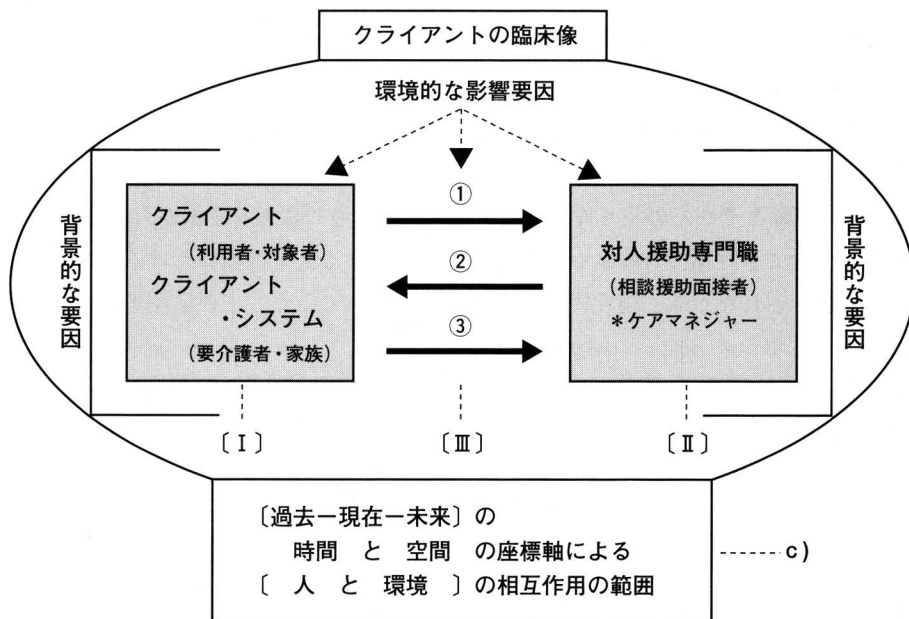 クライアントの臨床像
環境的な影響要因
背景的な要因
クライアント
(利用者・対象者)
クライアント
・システム
(要介護者・家族)
①
②
③
対人援助専門職
(相談援助面接者)
*ケアマネジャー
背景的な要因
〔Ⅰ〕
〔Ⅲ〕
〔Ⅱ〕
〔過去ー現在ー未来〕の
時間 と 空間 の座標軸による
〔 人 と 環境 〕の相互作用の範囲
c)